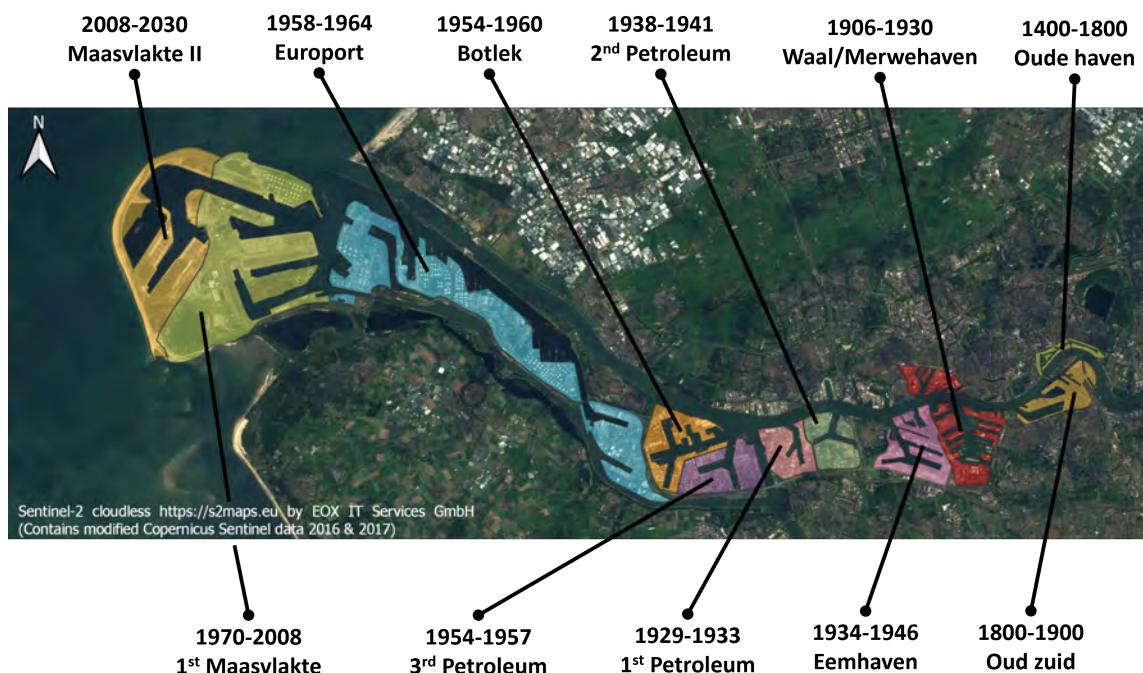 2008-2030
Maasvlakte II
1958-1964
Europort
1954-1960
Botlek
1938-1941
2nd Petroleum
1906-1930
Waal/Merwehaven
1400-1800
Oude haven
N
Sentinel-2 cloudless https://s2maps.eu by EOX IT Services GmbH
(Contains modified Copernicus Sentinel data 2016 & 2017)
1970-2008
1st Maasvlakte
1954-1957
3rd Petroleum
1929-1933
1st Petroleum
1934-1946
Eemhaven
1800-1900
Oud zuid